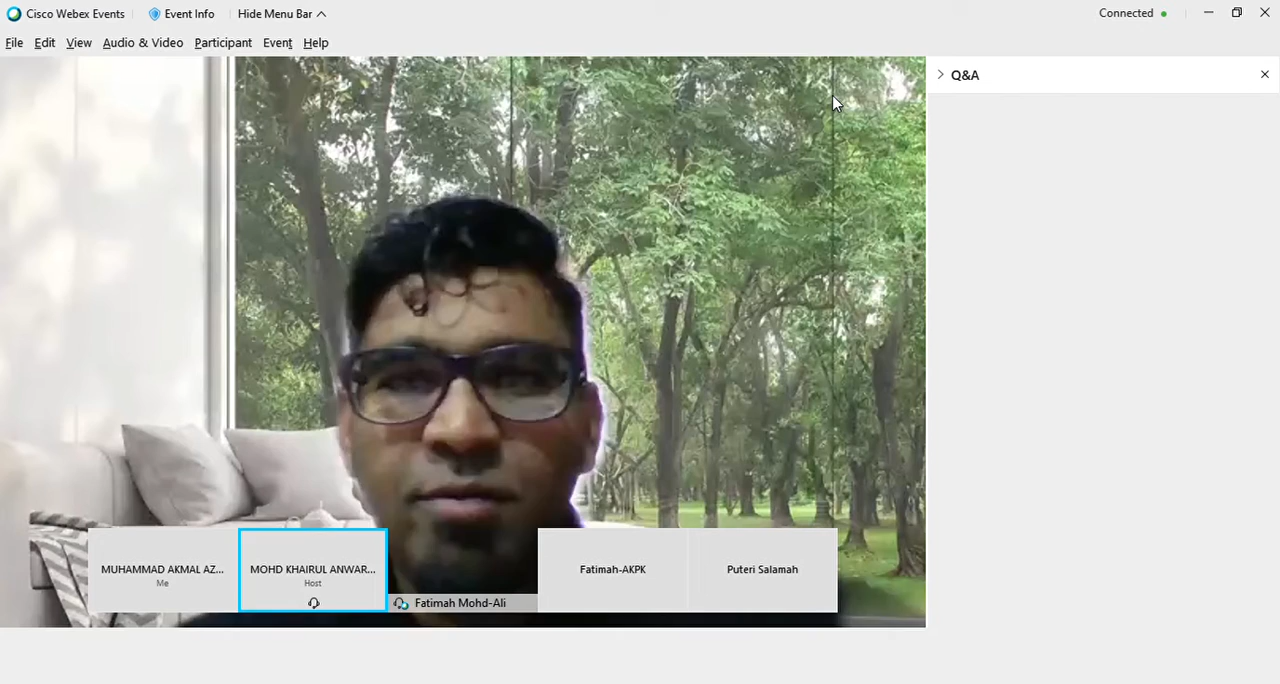 Cisco Webex Events Event Info Hide Menu Bar Connected
File Edit View Audio & Video Participant Event Help
Q&A
MUHAMMAD AKMAL AZ...
Me
MOHD KHAIRUL ANWAR...
Host
Fatimah Mohd-Ali
Fatimah-AKPK
Puteri Salamah